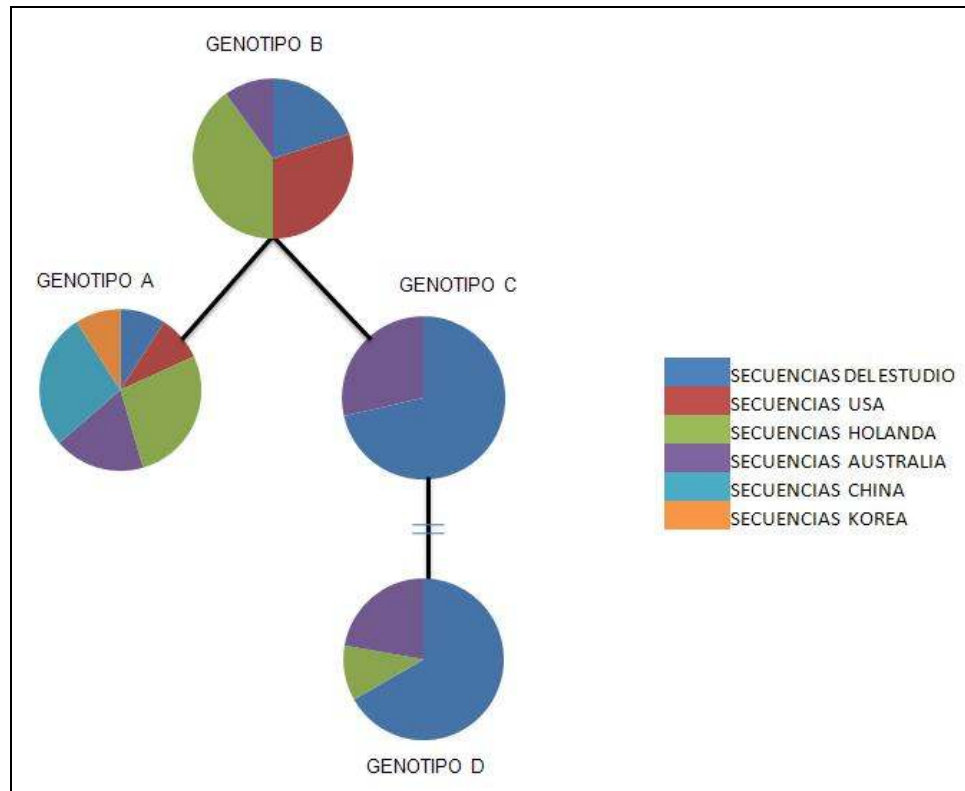 GENOTIPO B
GENOTIPO A
GENOTIPO C
GENOTIPO D
SECUENCIAS DEL ESTUDIO
SECUENCIAS USA
SECUENCIAS HOLANDA
SECUENCIAS AUSTRALIA
SECUENCIAS CHINA
SECUENCIAS KOREA